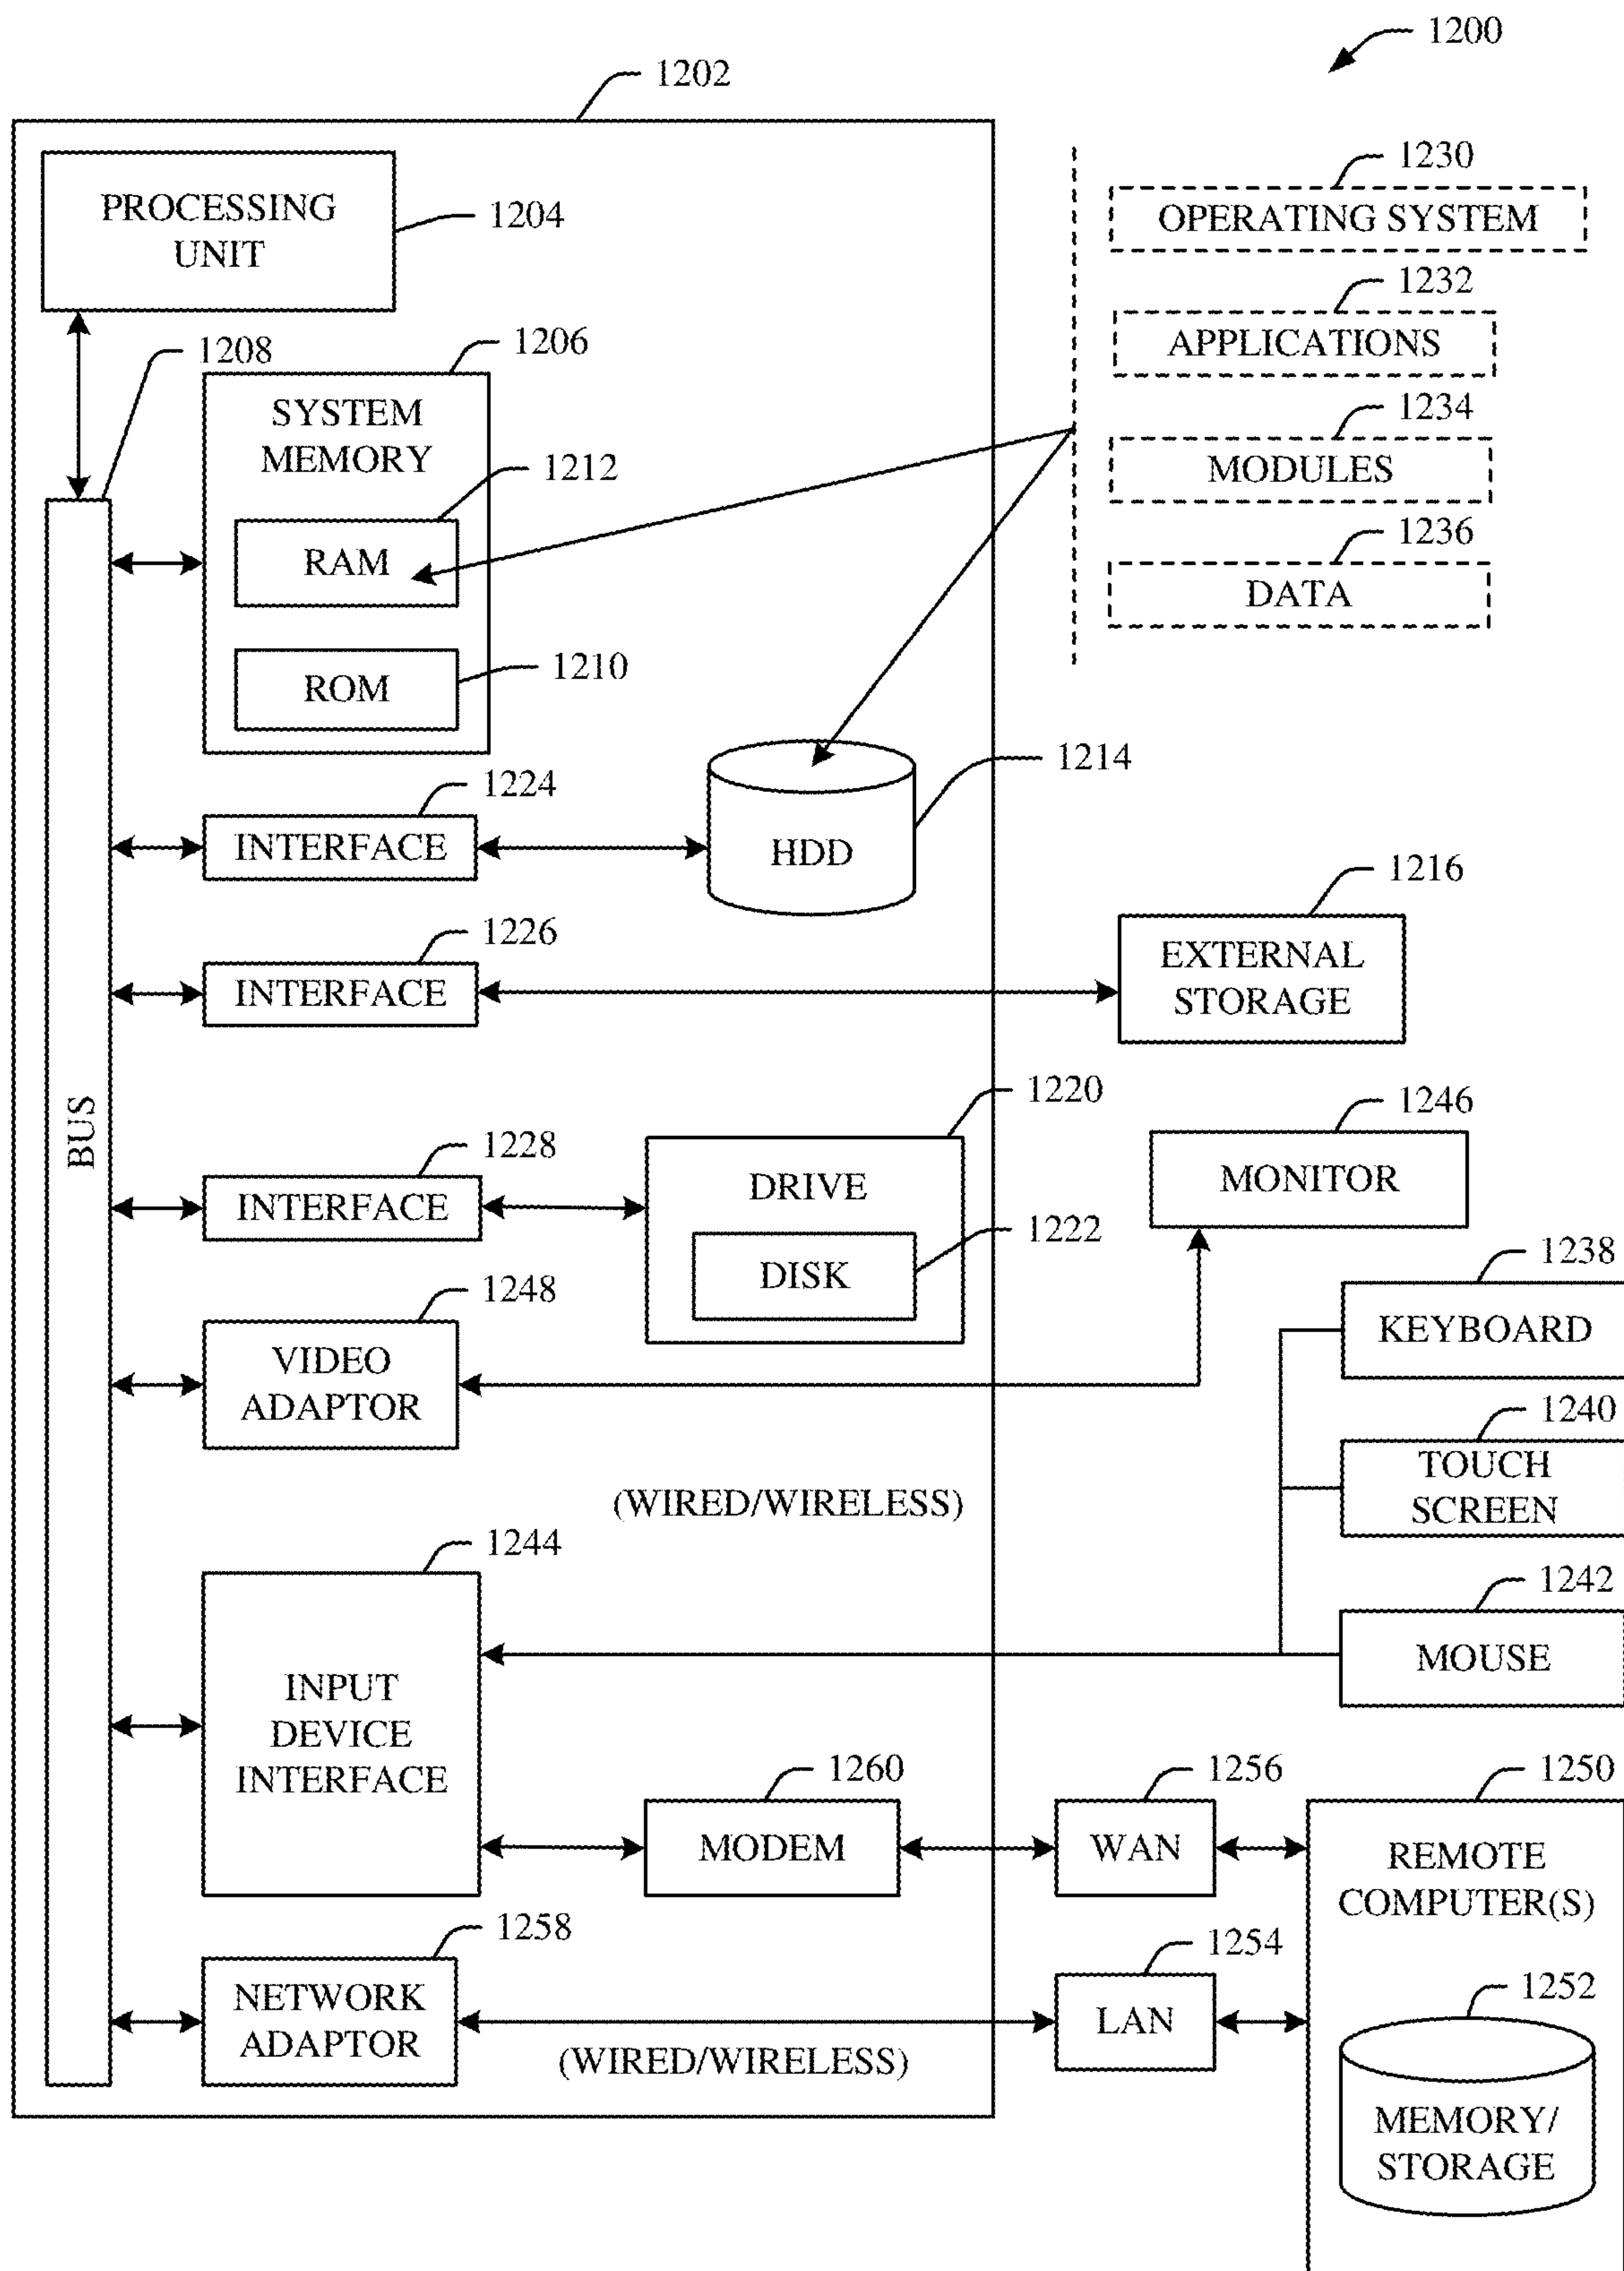 1200
1202
PROCESSING
UNIT
1204
1230
OPERATING SYSTEM
1232
APPLICATIONS
1234
MODULES
1236
DATA
1208
1206
SYSTEM
MEMORY
1212
RAM
1210
ROM
1214
HDD
1224
INTERFACE
1226
INTERFACE
1216
EXTERNAL
STORAGE
BUS
1228
INTERFACE
1220
DRIVE
1222
DISK
1246
MONITOR
1248
VIDEO
ADAPTOR
1238
KEYBOARD
1240
TOUCH
SCREEN
(WIRED/WIRELESS)
1242
MOUSE
1244
INPUT
DEVICE
INTERFACE
1260
MODEM
1256
WAN
1250
REMOTE
COMPUTER(S)
1258
NETWORK
ADAPTOR
(WIRED/WIRELESS)
1254
LAN
1252
MEMORY/
STORAGE